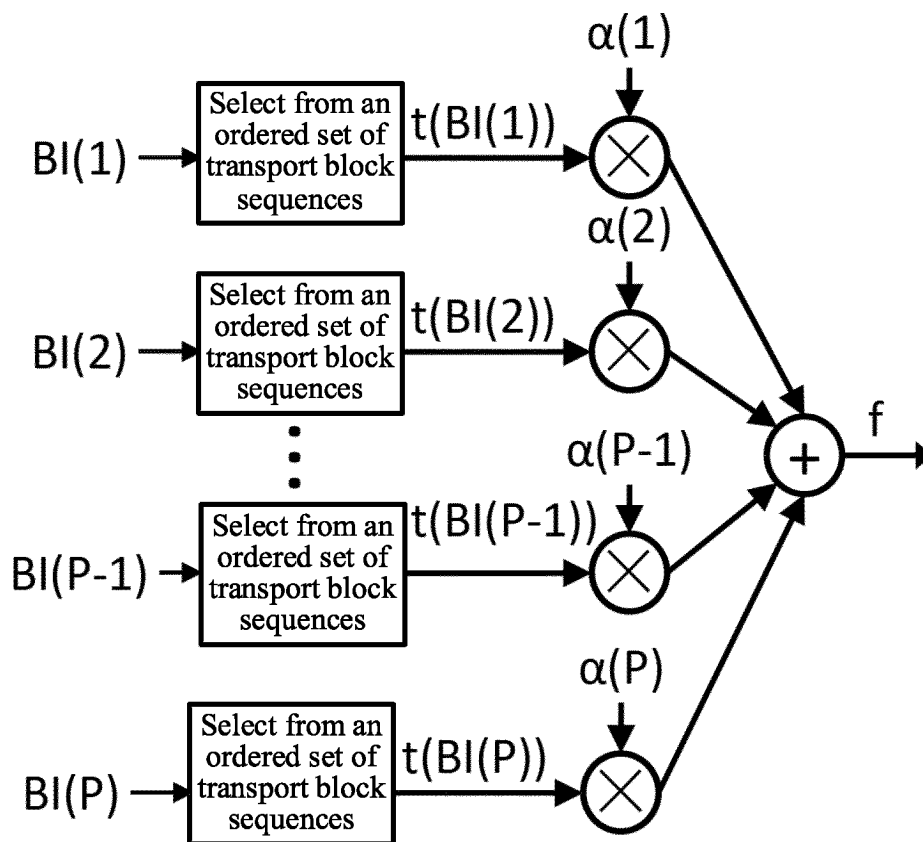 α(1)
BI(1)
Select from an
ordered set of
transport block
sequences
t(BI(1))
α(2)
BI(2)
Select from an
ordered set of
transport block
sequences
t(BI(2))
+
f
α(P-1)
BI(P-1)
Select from an
ordered set of
transport block
sequences
t(BI(P-1))
α(P)
BI(P)
Select from an
ordered set of
transport block
sequences
t(BI(P))